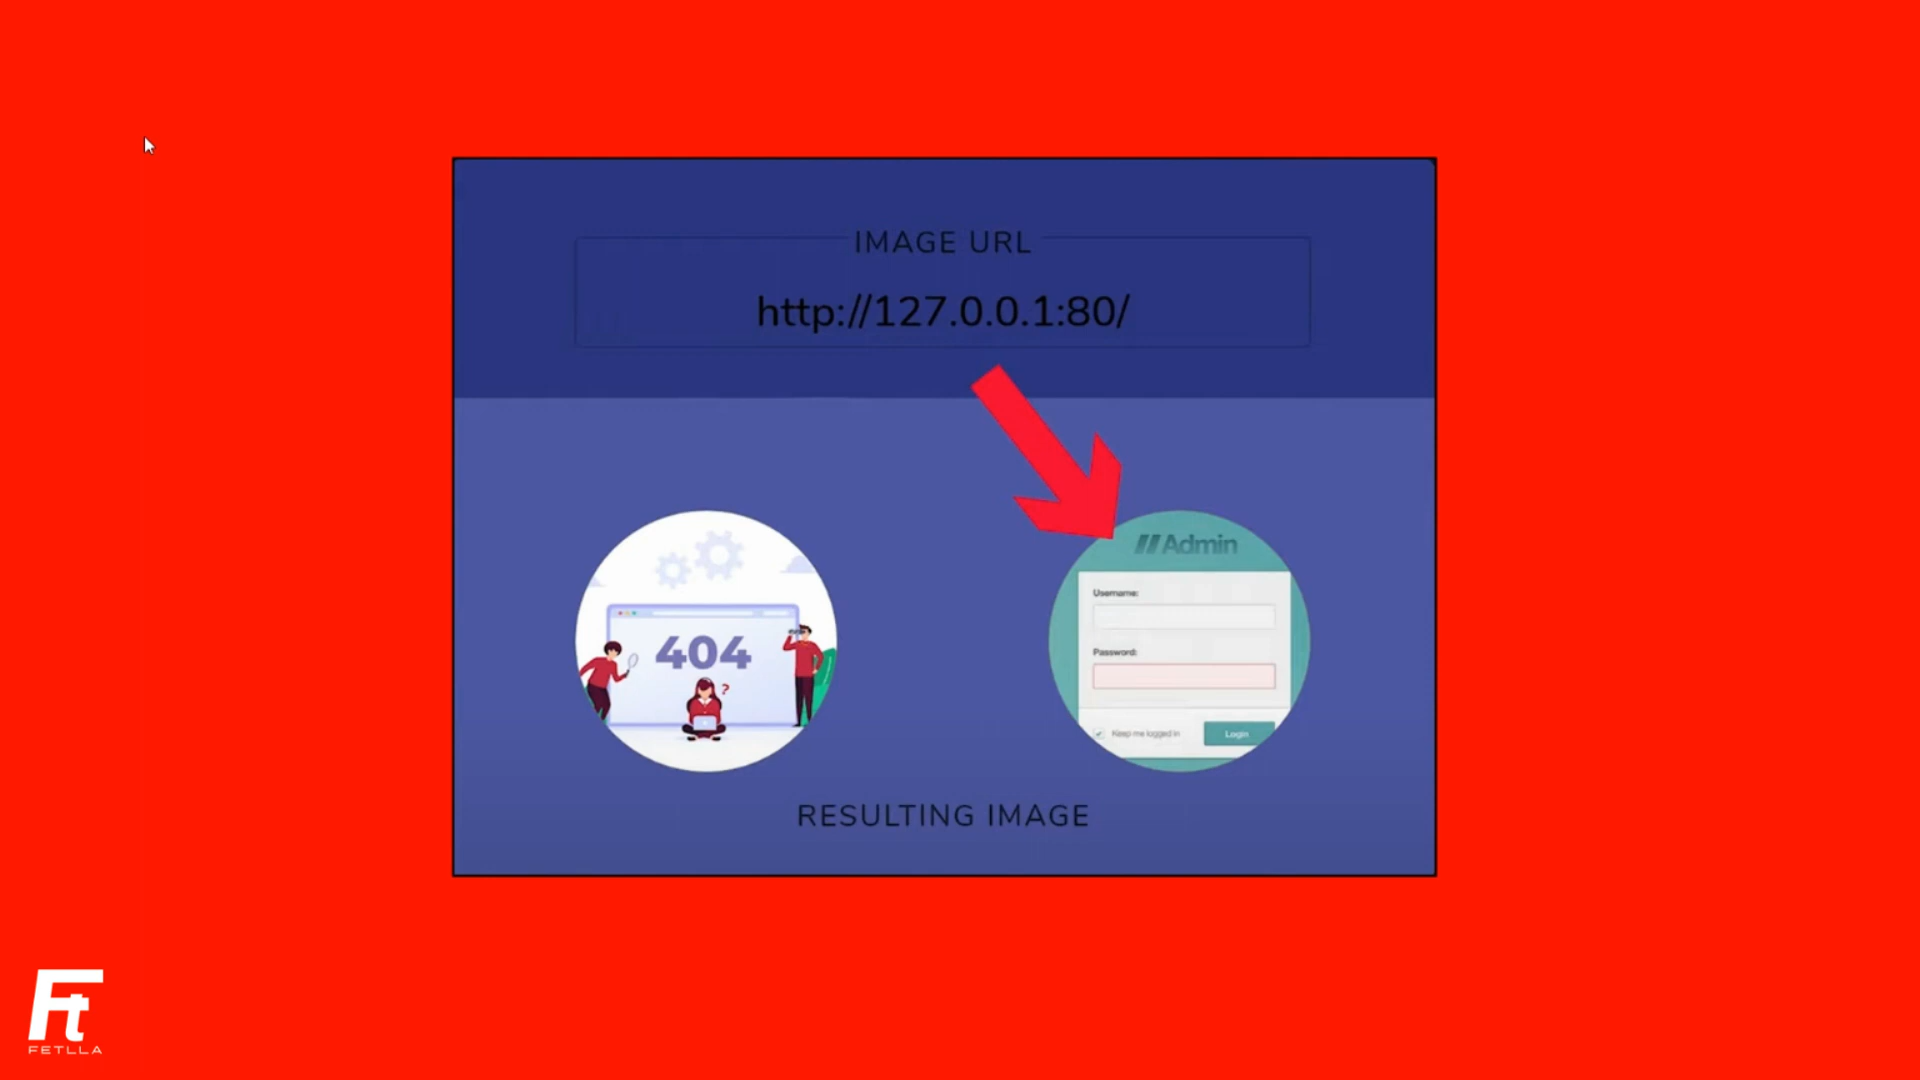 IMAGE URL
http://127.0.0.1:80/
404
?
//Admin
Username:
Password:
Keep me logged in
Login
RESULTING IMAGE
Ft
FETLLA